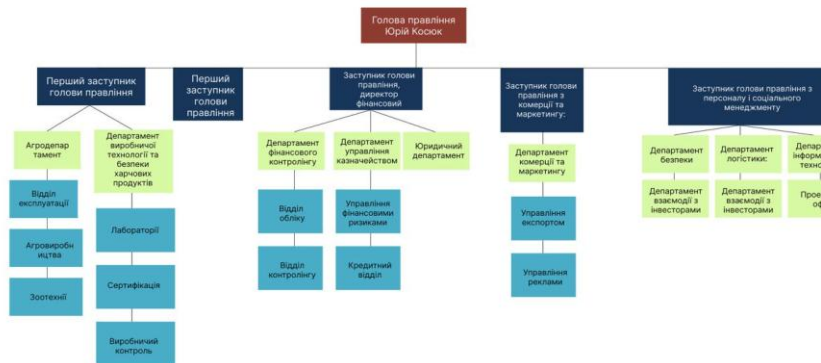 Голова правління
Юрій Косюк
Перший заступник
голови правління
Перший
заступник
голови
правління
Заступник голови
правління,
директор
фінансовий
Заступник голови
правління з
комерції та
маркетингу:
Заступник голови правління з
персоналу і соціального
менеджменту
Агродепар
тамент
Департамент
виробничої
технології та
безпеки
харчових
продуктів
Департамент
фінансового
контролінгу
Департамент
управління
казначейством
Юридичний
департамент
Департамент
комерції та
маркетингу
Департамент
безпеки
Департамент
логістики:
Відділ
експлуатації
Агровиробн
ицтва
Зоотехнії
Лабораторії
Сертифікація
Виробничий
контроль
Відділ
обліку
Відділ
контролінгу
Управління
фінансовими
ризиками
Кредитний
відділ
Управління
експортом
Управління
реклами
Департамент
взаємодії з
інвесторами
Департамент
взаємодії з
інвесторами